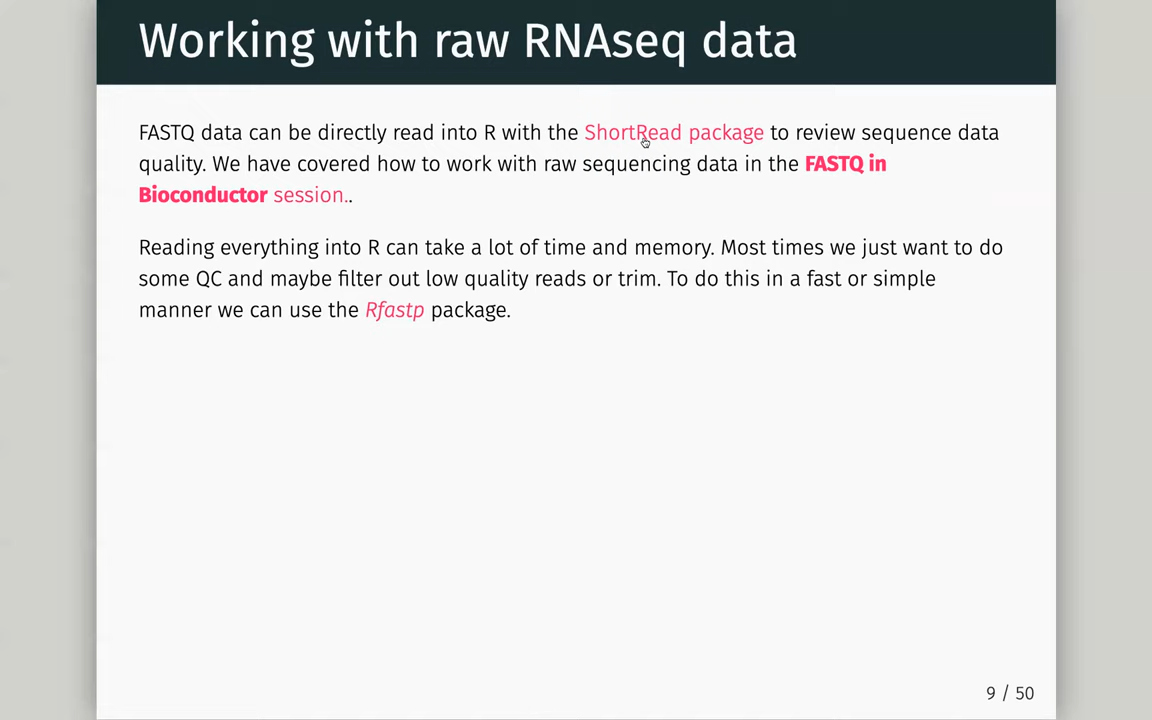 Working with raw RNAseq data
FASTQ data can be directly read into R with the ShortRead package to review sequence data
quality. We have covered how to work with raw sequencing data in the FASTQ in
Bioconductor session..
Reading everything into R can take a lot of time and memory. Most times we just want to do
some QC and maybe filter out low quality reads or trim. To do this in a fast or simple
manner we can use the Rfastp package.
9 / 50